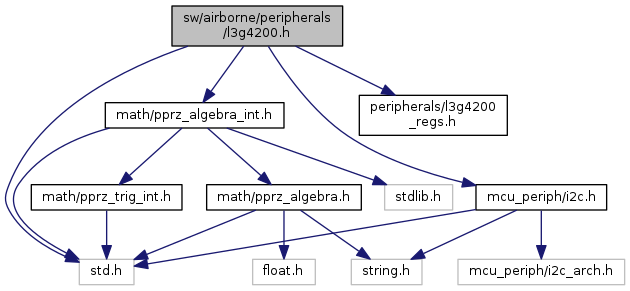 sw/airborne/peripherals
/l3g4200.h
math/pprz_algebra_int.h
peripherals/l3g4200
_regs.h
math/pprz_trig_int.h
math/pprz_algebra.h
stdlib.h
mcu_periph/i2c.h
std.h
float.h
string.h
mcu_periph/i2c_arch.h